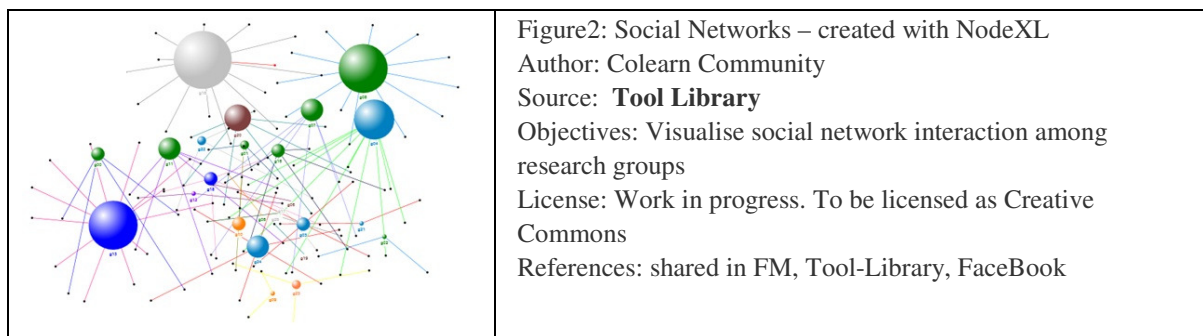 Figure2: Social Networks – created with NodeXL
Author: Colearn Community
Source: Tool Library
Objectives: Visualise social network interaction among
research groups
License: Work in progress. To be licensed as Creative
Commons
References: shared in FM, Tool-Library, FaceBook